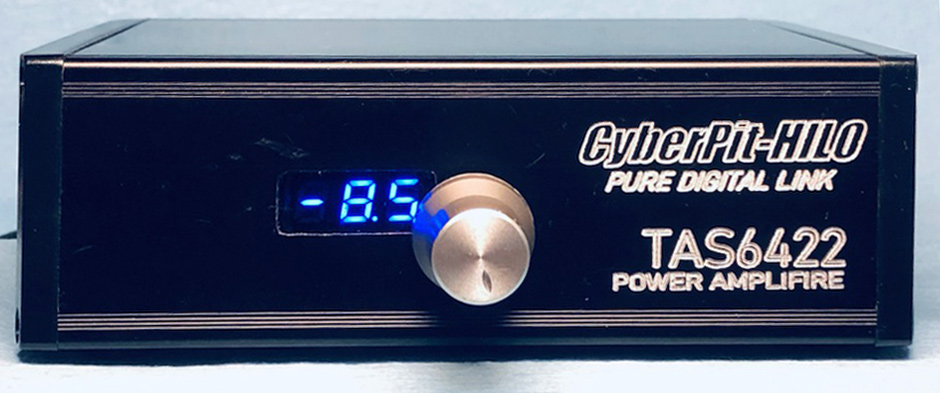 -8.5
CyberPit-HILO
PURE DIGITAL LINK
TAS6422
POWER AMPLIFIRE